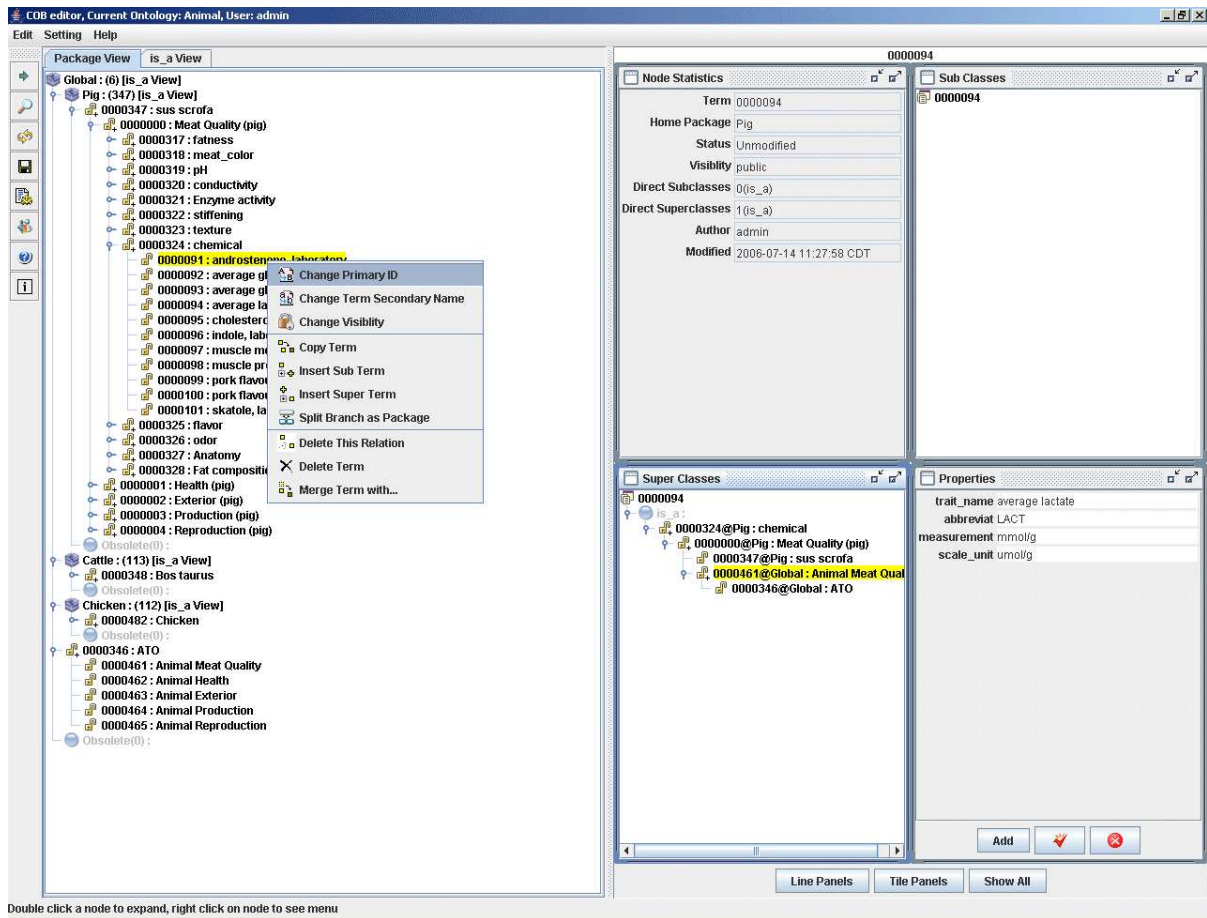 COB editor, Current Ontology: Animal, User: admin
Edit Setting Help
Package View is_a View
Global : (6) [is_a View]
Pig : (347) [is_a View]
0000347 : sus scrofa
0000000 : Meat Quality (pig)
0000317 : fatness
0000318 : meat_color
0000319 : pH
0000320 : conductivity
0000321 : Enzyme activity
0000322 : stiffening
0000323 : texture
0000324 : chemical
0000091 : androstenone, laboratory
0000092 : average gl
0000093 : average gl
0000094 : average la
0000095 : cholesterc
0000096 : indole, lab
0000097 : muscle m
0000098 : muscle pr
0000099 : pork flavo
0000100 : pork flavo
0000101 : skatole, la
0000325 : flavor
0000326 : odor
0000327 : Anatomy
0000328 : Fat compositi
0000001 : Health (pig)
0000002 : Exterior (pig)
0000003 : Production (pig)
0000004 : Reproduction (pig)
Obsolete(0) :
Cattle : (113) [is_a View]
0000348 : Bos taurus
Obsolete(0) :
Chicken : (112) [is_a View]
0000482 : Chicken
Obsolete(0) :
0000346 : ATO
0000461 : Animal Meat Quality
0000462 : Animal Health
0000463 : Animal Exterior
0000464 : Animal Production
0000465 : Animal Reproduction
Obsolete(0) :
Change Primary ID
Change Term Secondary Name
Change Visiblity
Copy Term
Insert Sub Term
Insert Super Term
Split Branch as Package
Delete This Relation
Delete Term
Merge Term with...
0000094
Node Statistics
Term 0000094
Home Package Pig
Status Unmodified
Visiblity public
Direct Subclasses 0(is_a)
Direct Superclasses 1(is_a)
Author admin
Modified 2006-07-14 11:27:58 CDT
Sub Classes
0000094
Super Classes
0000094
is_a :
0000324@Pig : chemical
0000000@Pig : Meat Quality (pig)
0000347@Pig : sus scrofa
0000461@Global : Animal Meat Qual
0000346@Global : ATO
Properties
trait_name average lactate
abbreviat LACT
measurement mmol/g
scale_unit umol/g
Add
Line Panels Tile Panels Show All
Double click a node to expand, right click on node to see menu